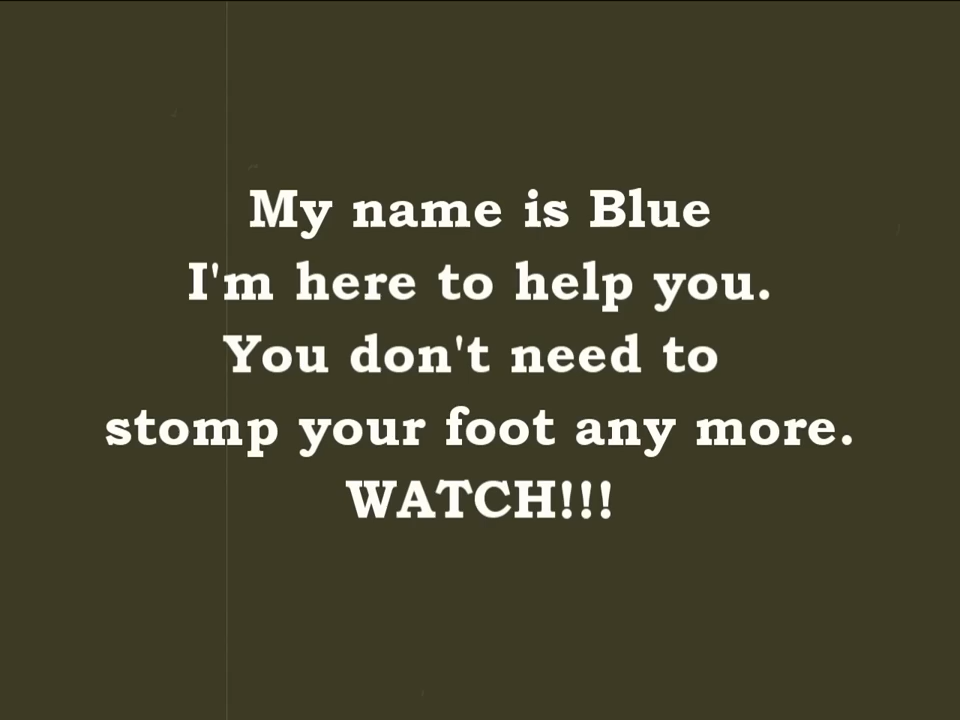 My name is Blue
I'm here to help you.
You don't need to
stomp your foot any more.
WATCH!!!